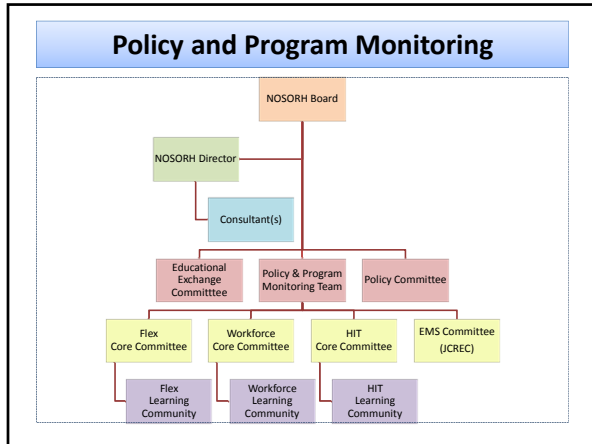 Policy and Program Monitoring
NOSORH Board
NOSORH Director
Consultant(s)
Educational
Exchange
Committtee
Policy & Program
Monitoring Team
Policy Committee
Flex
Core Committee
Workforce
Core Committee
HIT
Core Committee
EMS Committee
(JCREC)
Flex
Learning
Community
Workforce
Learning
Community
HIT
Learning
Community